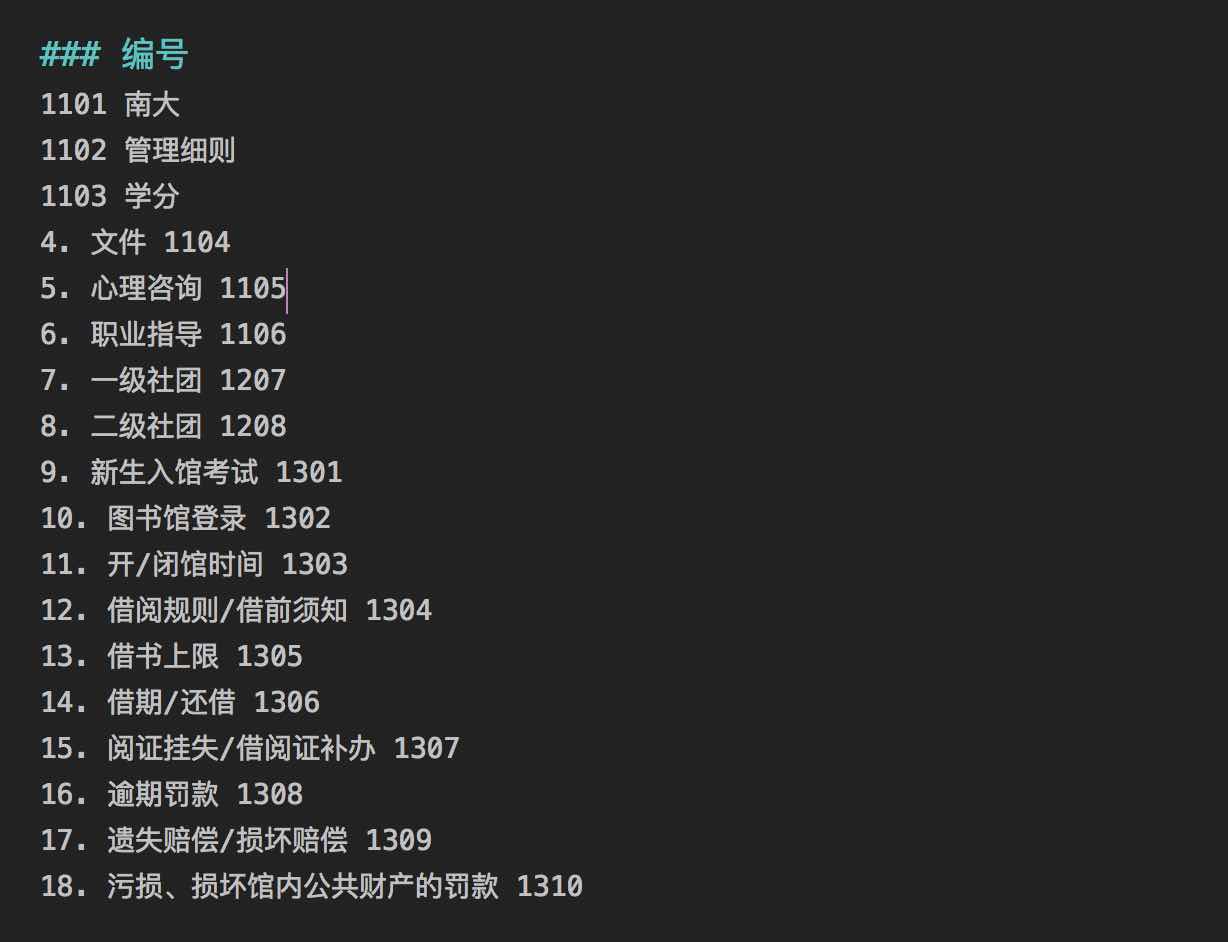 ### 编号
1101 南大
1102 管理细则
1103 学分
4. 文件 1104
5. 心理咨询 1105
6. 职业指导 1106
7. 一级社团 1207
8. 二级社团 1208
9. 新生入馆考试 1301
10. 图书馆登录 1302
11. 开/闭馆时间 1303
12. 借阅规则/借前须知 1304
13. 借书上限 1305
14. 借期/还借 1306
15. 阅证挂失/借阅证补办 1307
16. 逾期罚款 1308
17. 遗失赔偿/损坏赔偿 1309
18. 污损、损坏馆内公共财产的罚款 1310